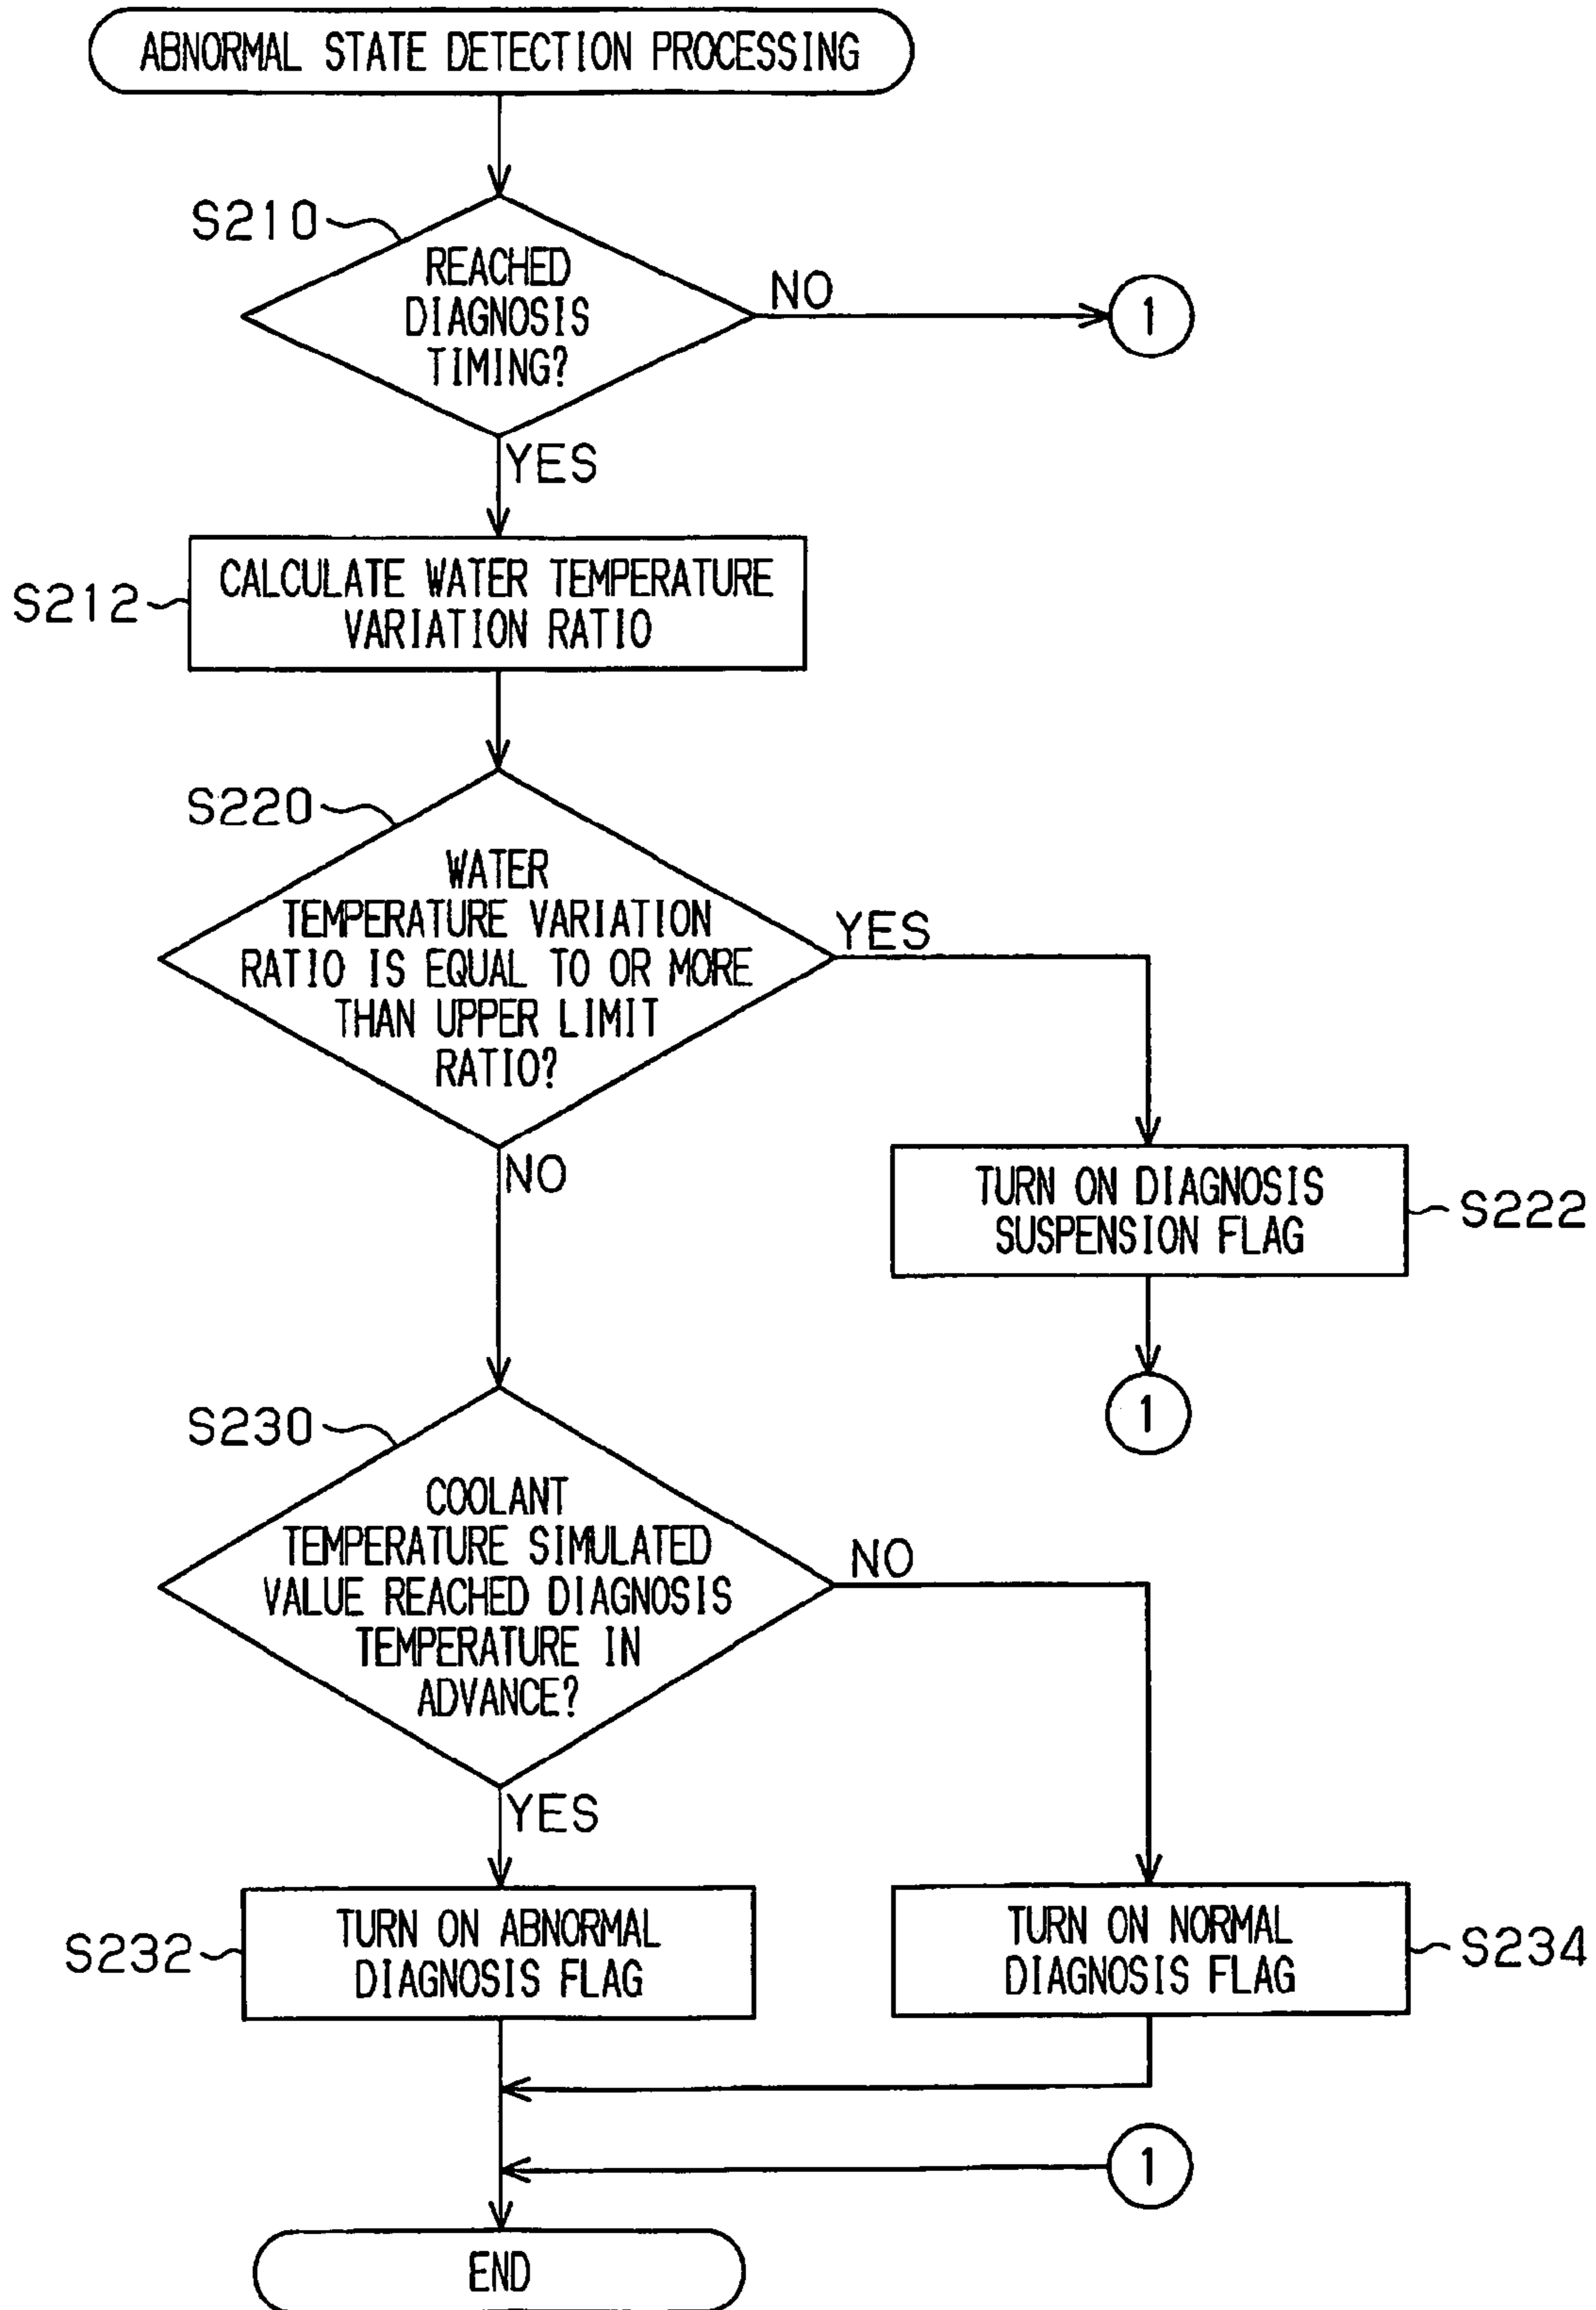 ABNORMAL STATE DETECTION PROCESSING
S210
REACHED
DIAGNOSIS
TIMING?
NO
1
YES
S212
CALCULATE WATER TEMPERATURE
VARIATION RATIO
S220
WATER
TEMPERATURE VARIATION
RATIO IS EQUAL TO OR MORE
THAN UPPER LIMIT
RATIO?
YES
NO
TURN ON DIAGNOSIS
SUSPENSION FLAG
S222
1
S230
COOLANT
TEMPERATURE SIMULATED
VALUE REACHED DIAGNOSIS
TEMPERATURE IN
ADVANCE?
NO
YES
S232
TURN ON ABNORMAL
DIAGNOSIS FLAG
TURN ON NORMAL
DIAGNOSIS FLAG
S234
1
END